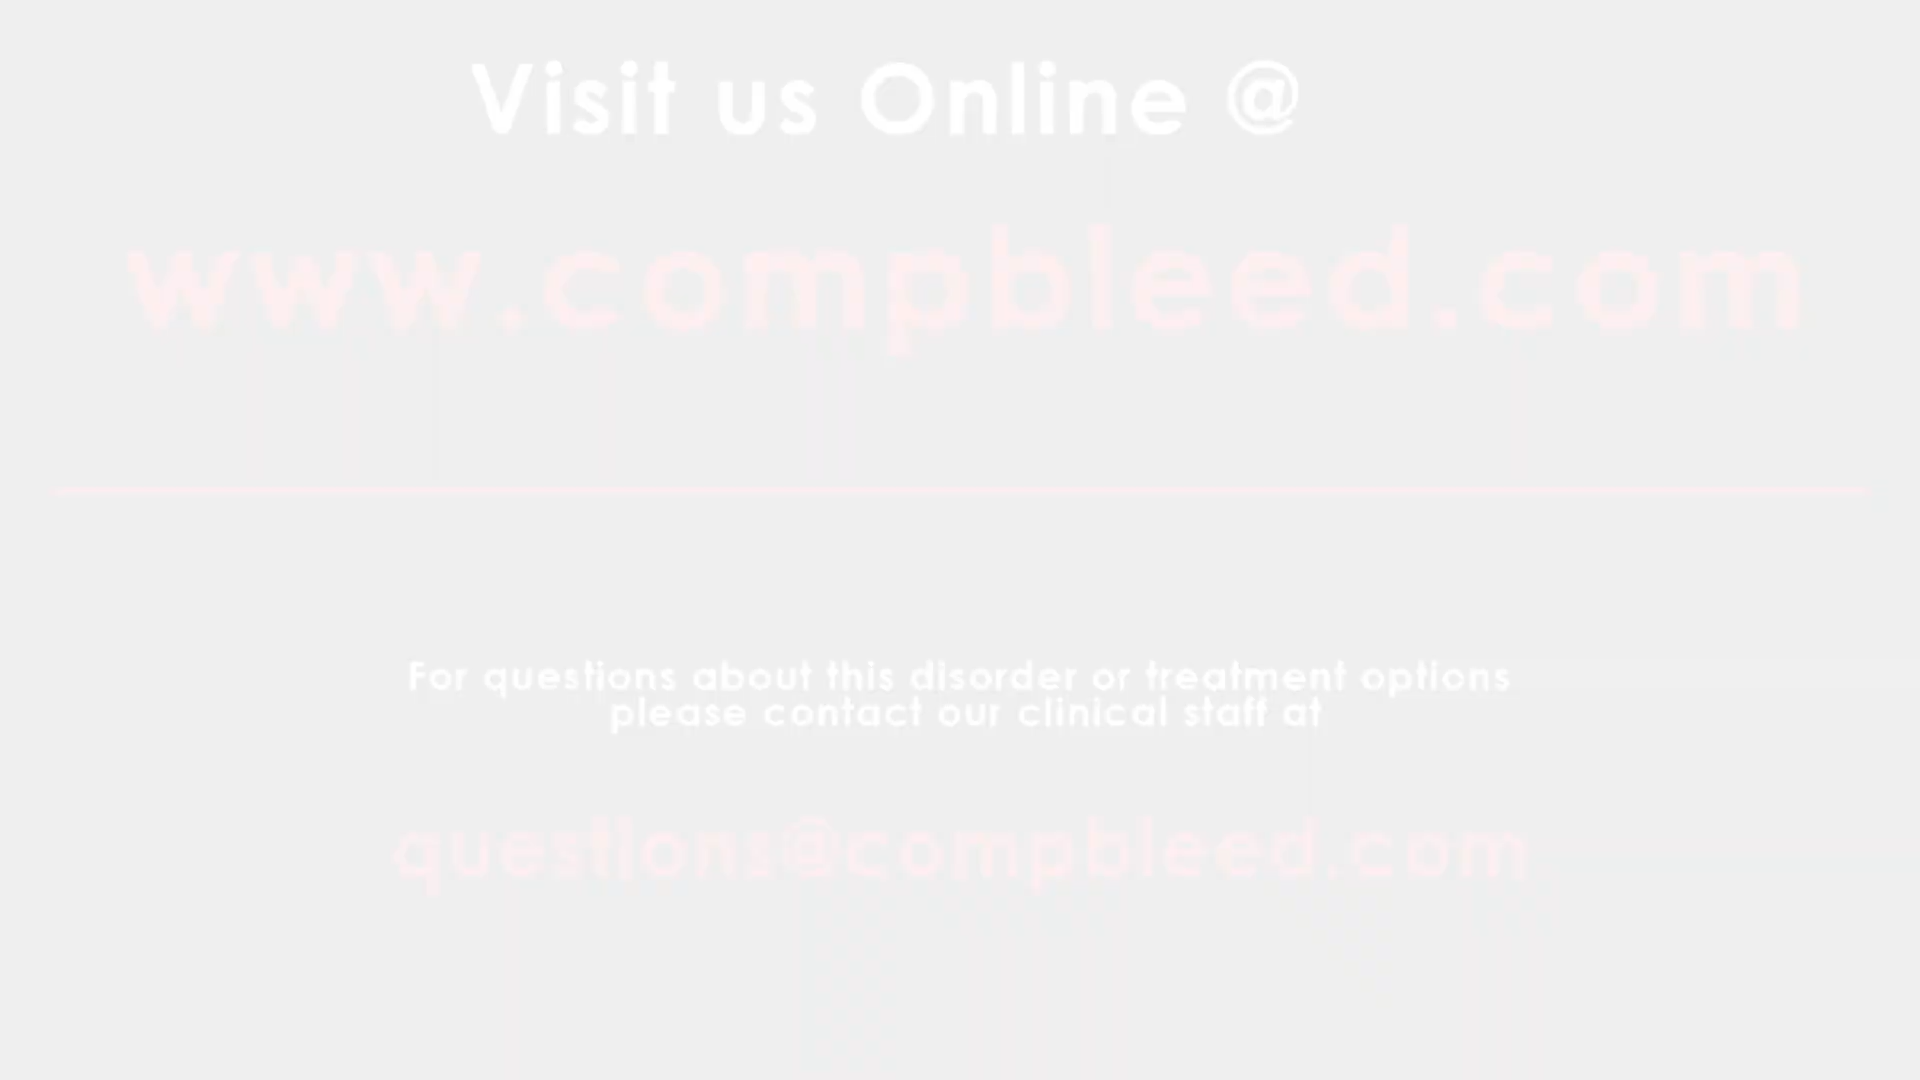 Visit us Online @
www.compbleed.com
For questions about this disorder or treatment options
please contact our clinical staff at
questions@compbleed.com